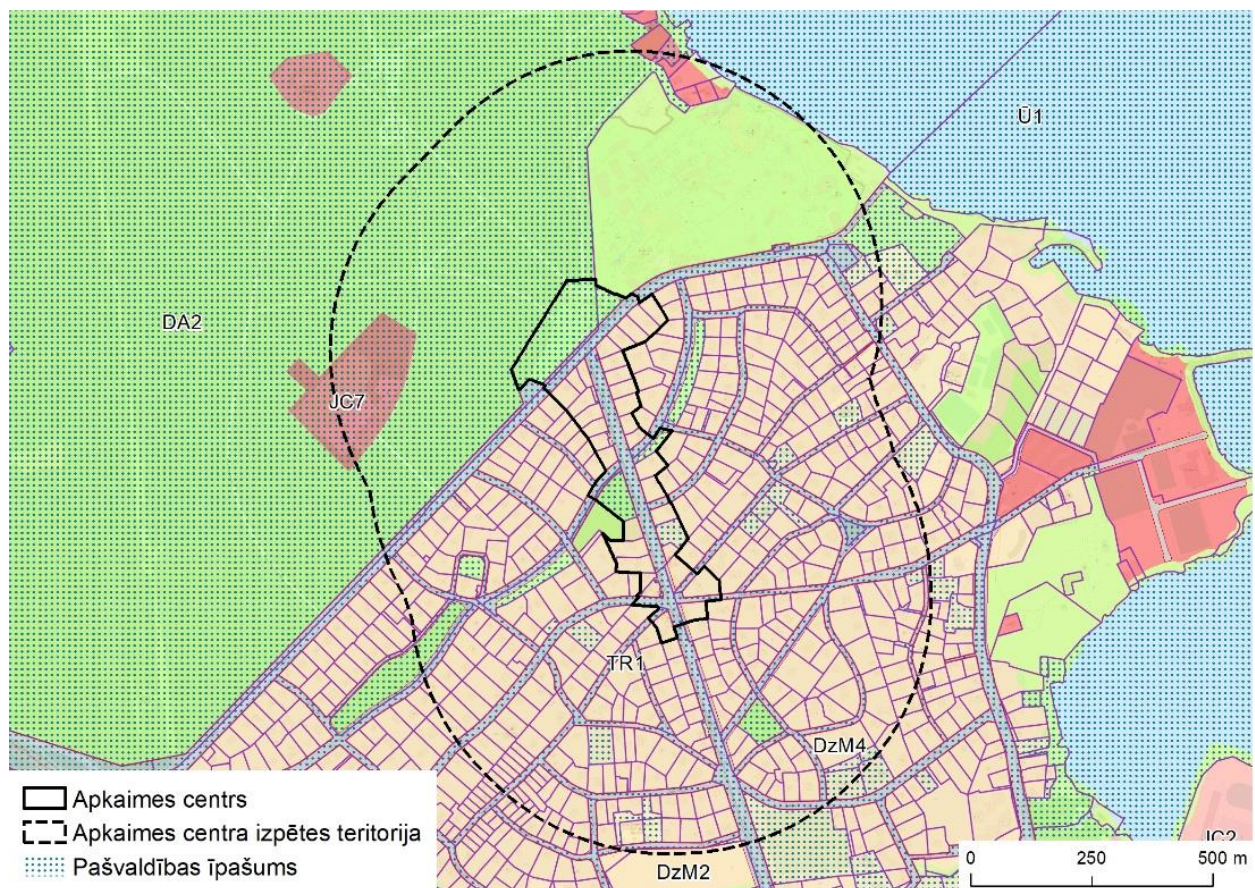 Ū1
DA2
JC7
TR1
DzM4
DzM2
JC2
Apkaimes centrs
Apkaimes centra izpētes teritorija
Pašvaldības īpašums
0 250 500 m